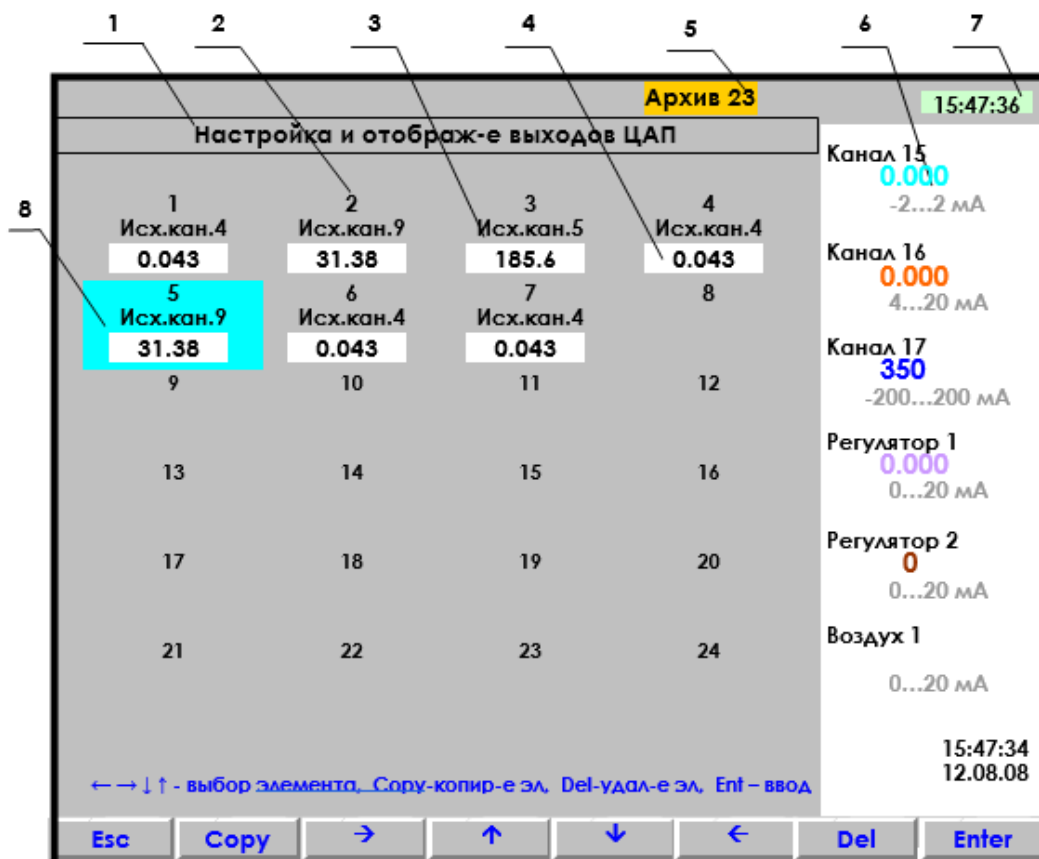 1 2 3 4 5 6 7
Архив 23 15:47:36
Настройка и отображ-е выходов ЦАП
8
1 2 3 4
Исх.кан.4 Исх.кан.9 Исх.кан.5 Исх.кан.4
0.043 31.38 185.6 0.043
5 6 7 8
Исх.кан.9 Исх.кан.4 Исх.кан.4
31.38 0.043 0.043
9 10 11 12
13 14 15 16
17 18 19 20
21 22 23 24
Канал 15
0.000
-2...2 мА
Канал 16
0.000
4...20 мА
Канал 17
350
-200...200 мА
Регулятор 1
0.000
0...20 мА
Регулятор 2
0
0...20 мА
Воздух 1
0...20 мА
15:47:34
12.08.08
←→↓↑ - выбор элемента, Copy-копир-е эл, Del-удал-е эл, Ent – ввод
Esc Copy → ↑ ↓ ← Del Enter